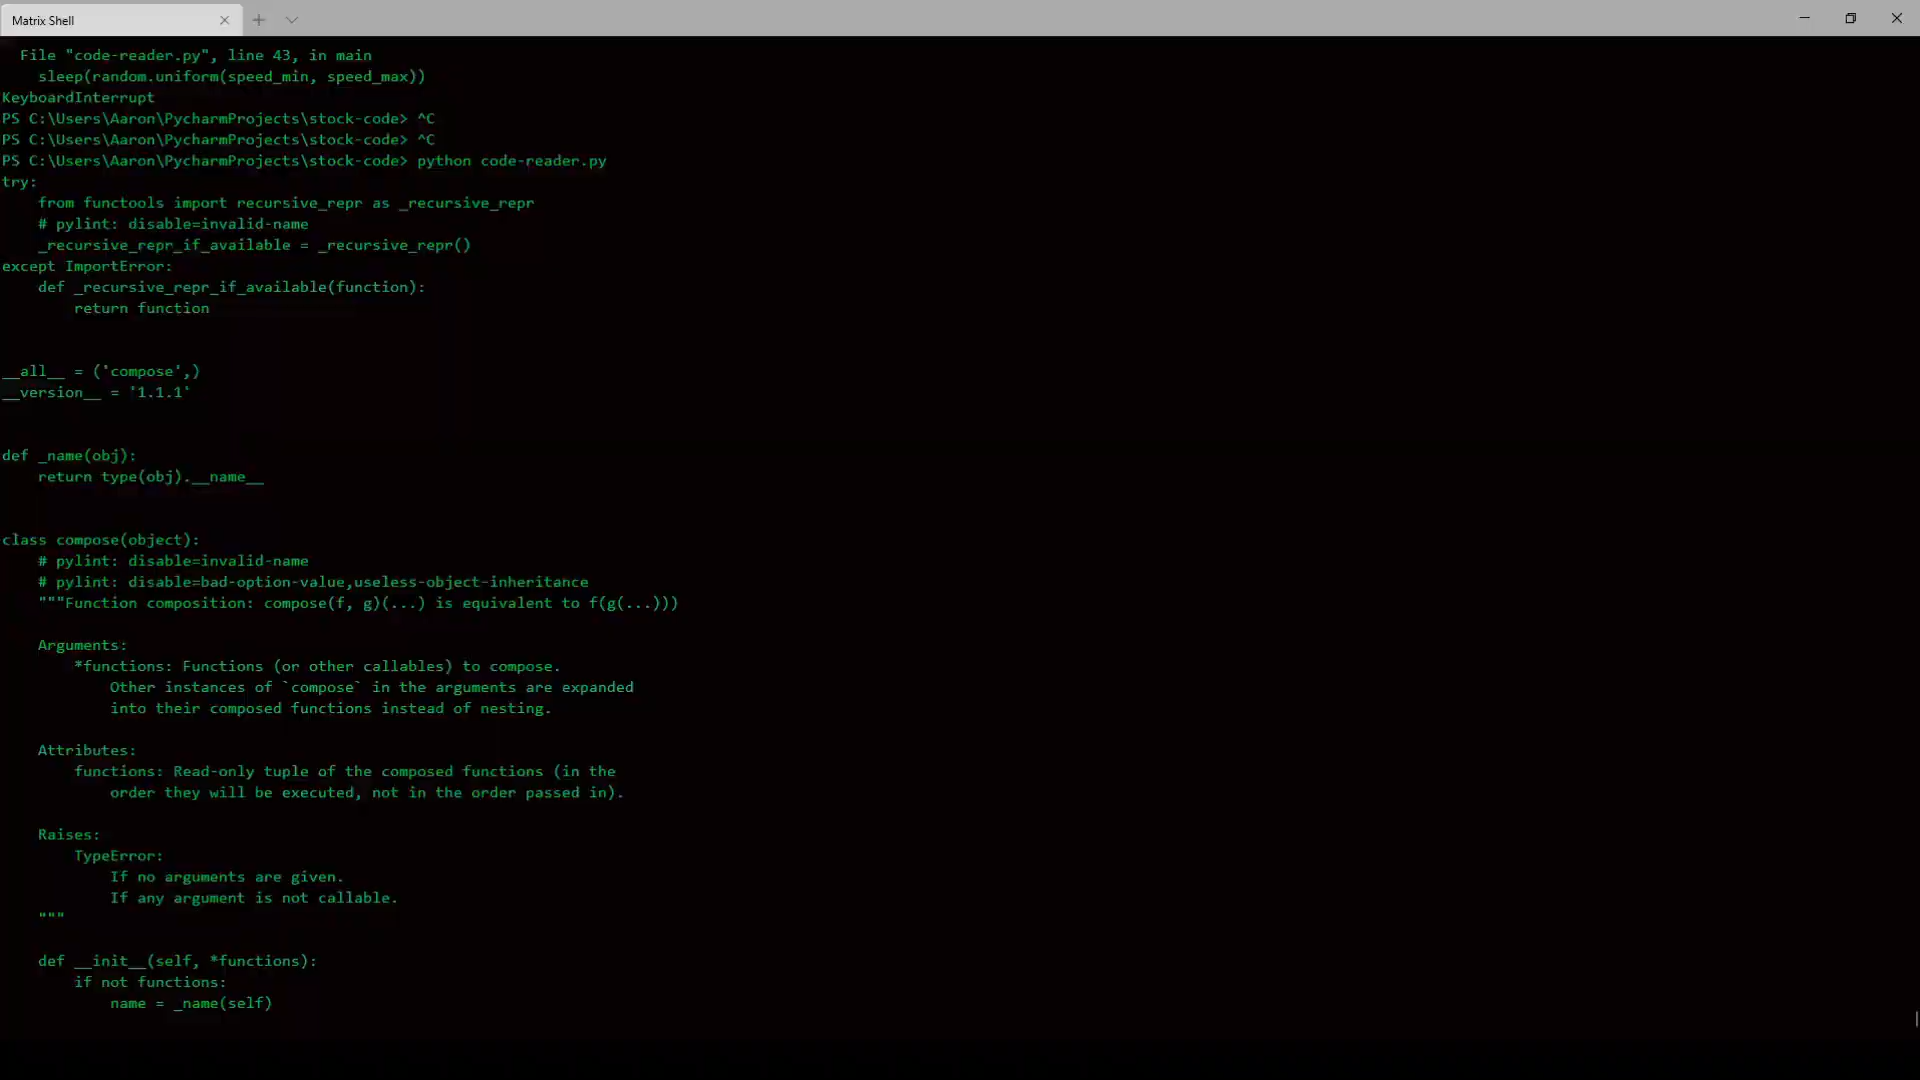 Matrix Shell
  File "code-reader.py", line 43, in main
    sleep(random.uniform(speed_min, speed_max))
KeyboardInterrupt
PS C:\Users\Aaron\PycharmProjects\stock-code> ^C
PS C:\Users\Aaron\PycharmProjects\stock-code> ^C
PS C:\Users\Aaron\PycharmProjects\stock-code> python code-reader.py
try:
    from functools import recursive_repr as _recursive_repr
    # pylint: disable=invalid-name
    _recursive_repr_if_available = _recursive_repr()
except ImportError:
    def _recursive_repr_if_available(function):
        return function
__all__ = ('compose',)
__version__ = '1.1.1'
def _name(obj):
    return type(obj).__name__
class compose(object):
    # pylint: disable=invalid-name
    # pylint: disable=bad-option-value,useless-object-inheritance
    """Function composition: compose(f, g)(...) is equivalent to f(g(...)))
    Arguments:
        *functions: Functions (or other callables) to compose.
            Other instances of `compose` in the arguments are expanded
            into their composed functions instead of nesting.
    Attributes:
        functions: Read-only tuple of the composed functions (in the
            order they will be executed, not in the order passed in).
    Raises:
        TypeError:
            If no arguments are given.
            If any argument is not callable.
    """
    def __init__(self, *functions):
        if not functions:
            name = _name(self)